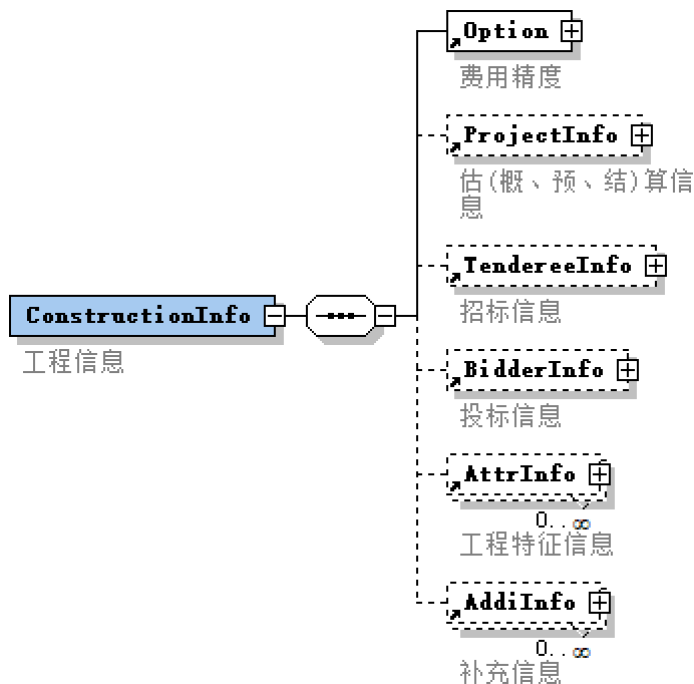 Option
费用精度
ProjectInfo
估(概、预、结)算信
息
TendereeInfo
招标信息
ConstructionInfo
工程信息
BidderInfo
投标信息
AttrInfo
0..∞
工程特征信息
AddiInfo
0..∞
补充信息